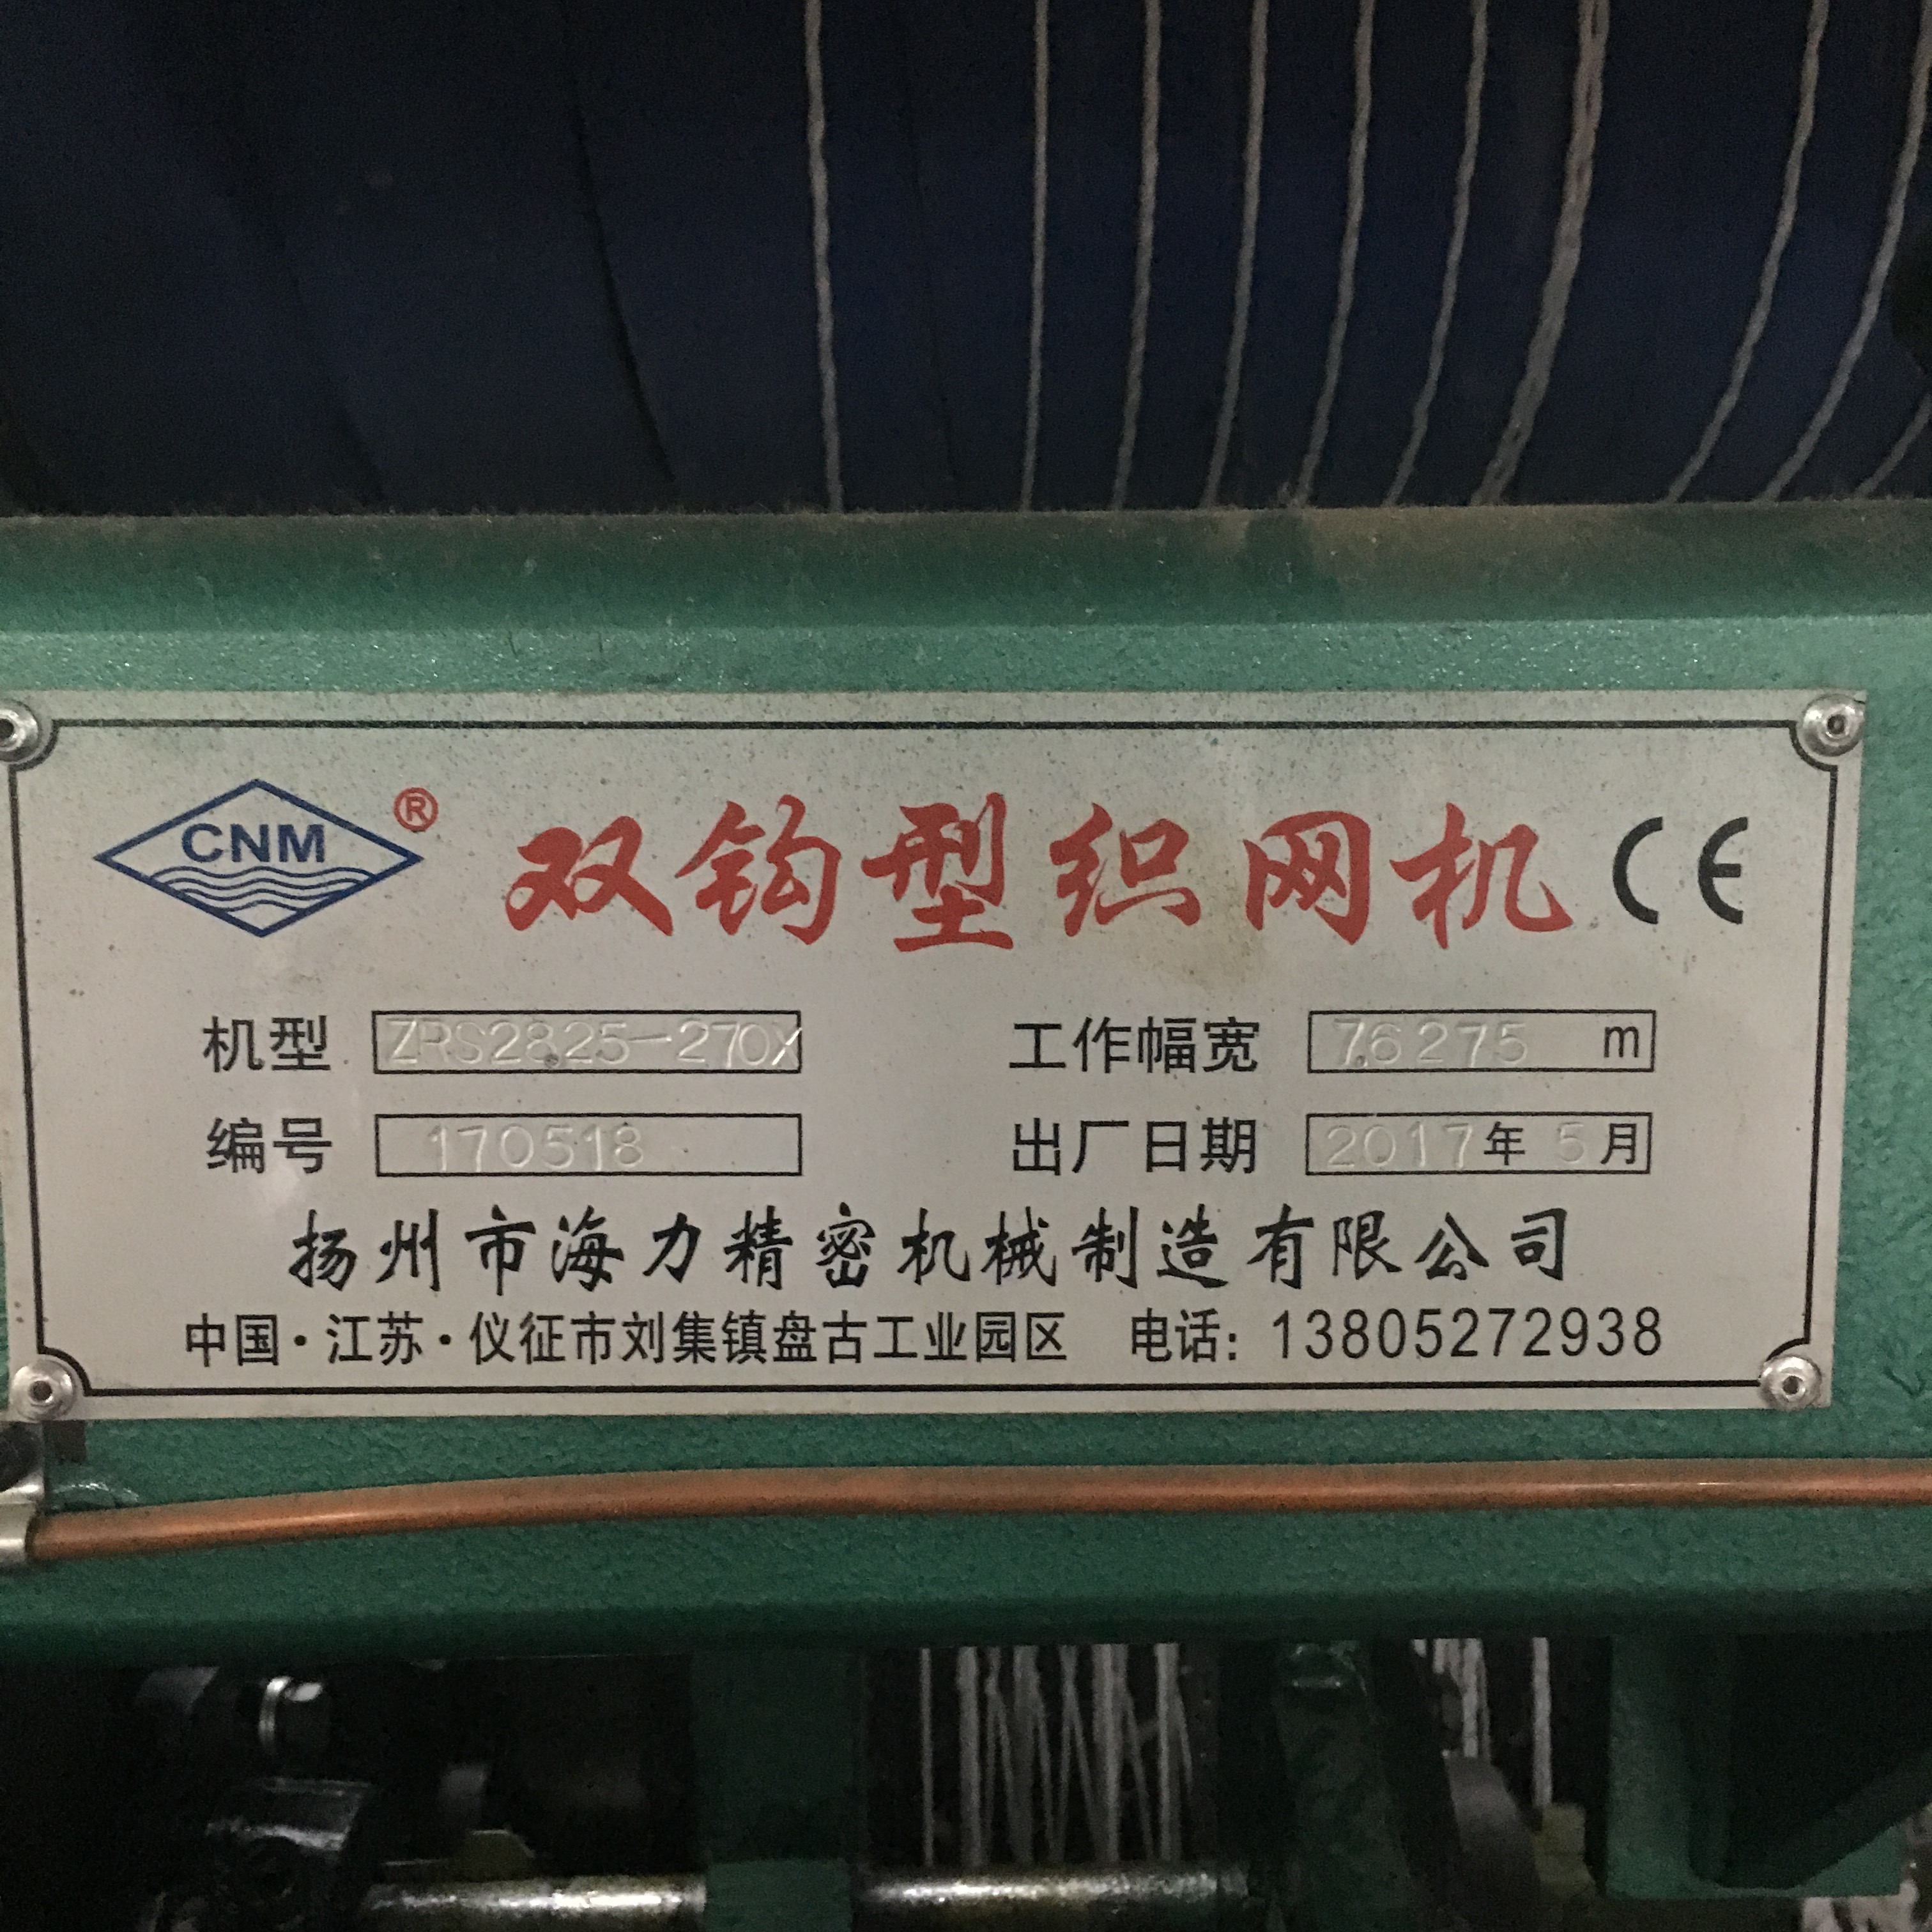 CNM ® 双钩型织网机 CE
机型 ZRS2825-270X 工作幅宽 7.6275 m
编号 170518 出厂日期 2017年5月
扬州市海力精密机械制造有限公司
中国·江苏·仪征市刘集镇盘古工业园区 电话:13805272938